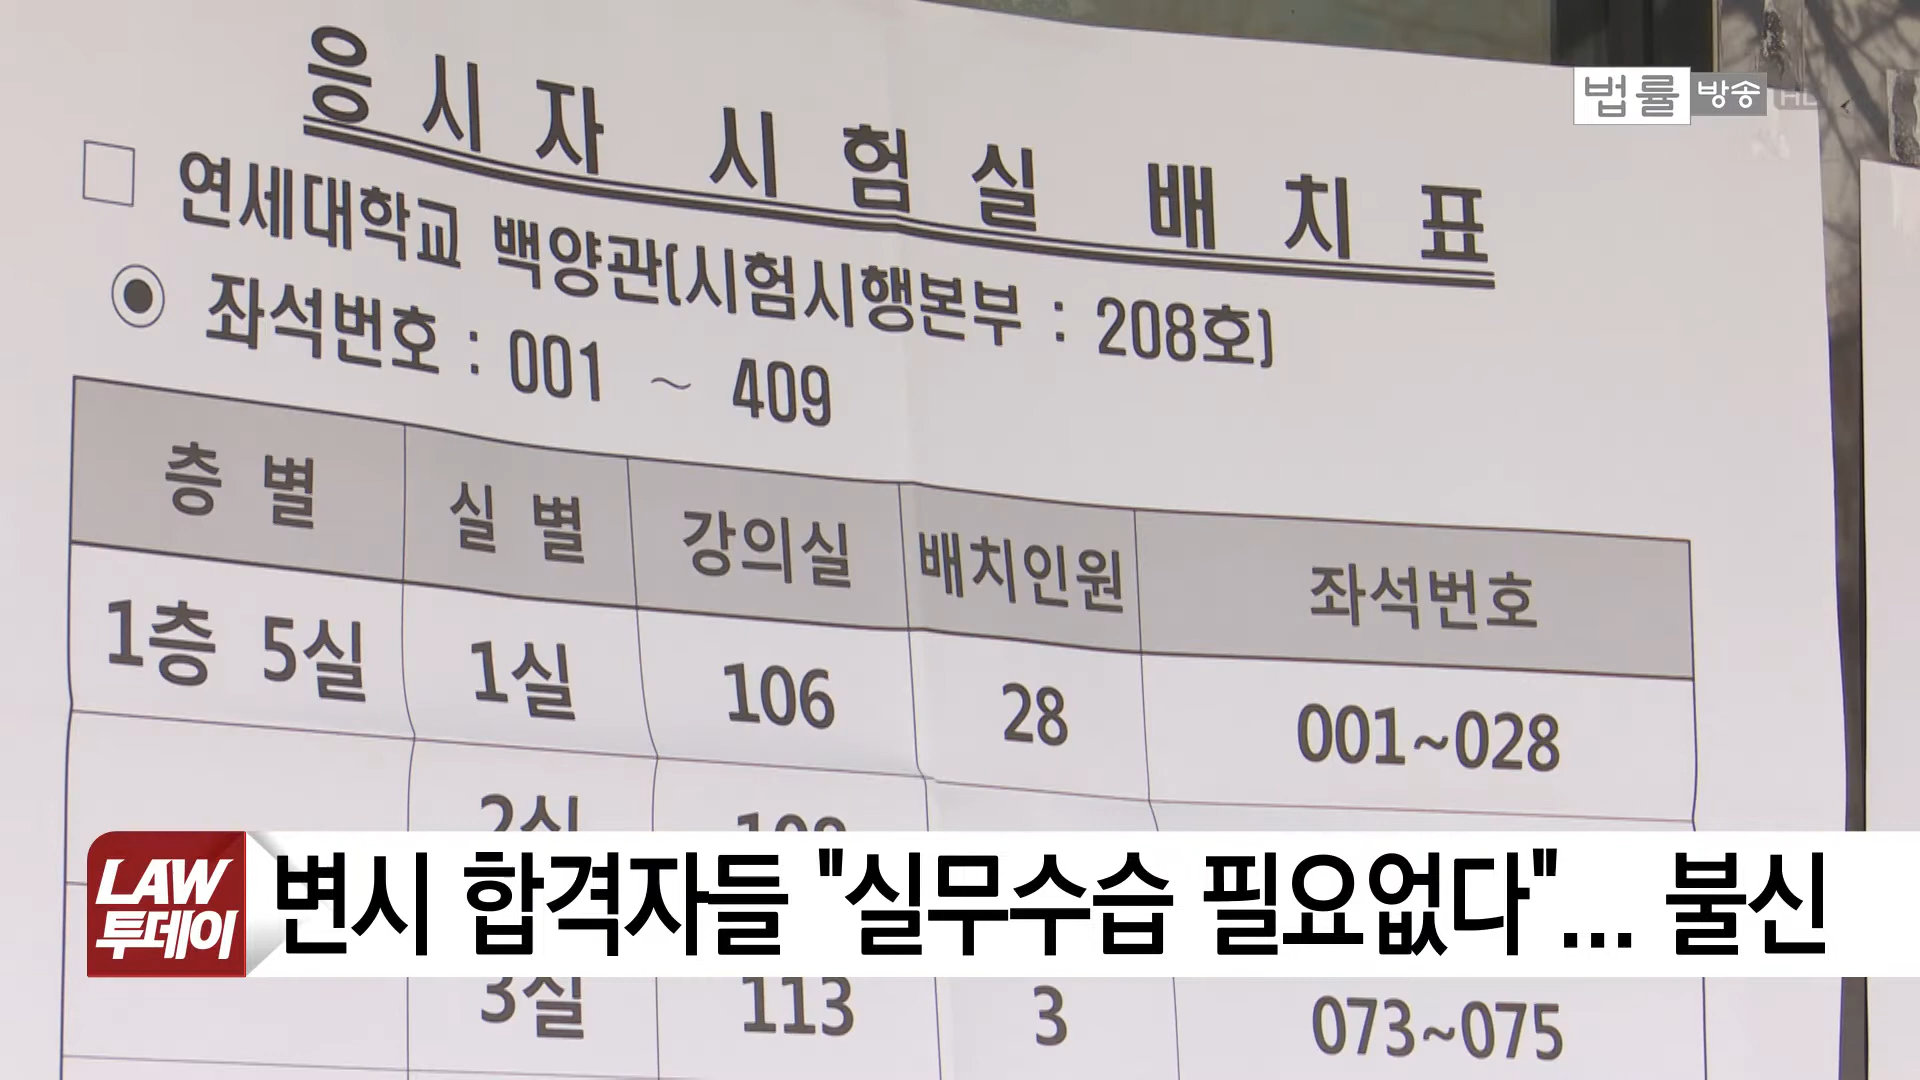 응시자 시험실 배치표
법률방송 HD
□ 연세대학교 백양관(시험시행본부 : 208호)
◉ 좌석번호 : 001 ~ 409
층 별 실 별 강의실 배치인원 좌석번호
1층 5실 1실 106 28 001~028
2실
LAW
투데이
변시 합격자들 "실무수습 필요없다"... 불신
3실 113 3 073~075